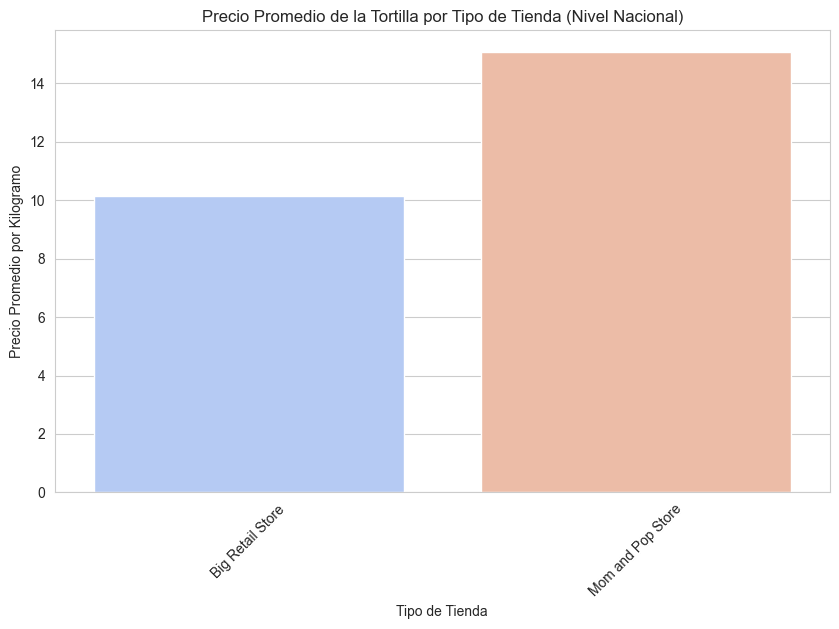 Precio Promedio de la Tortilla por Tipo de Tienda (Nivel Nacional)
Precio Promedio por Kilogramo
14
12
10
8
6
4
2
0
Big Retail Store
Mom and Pop Store
Tipo de Tienda